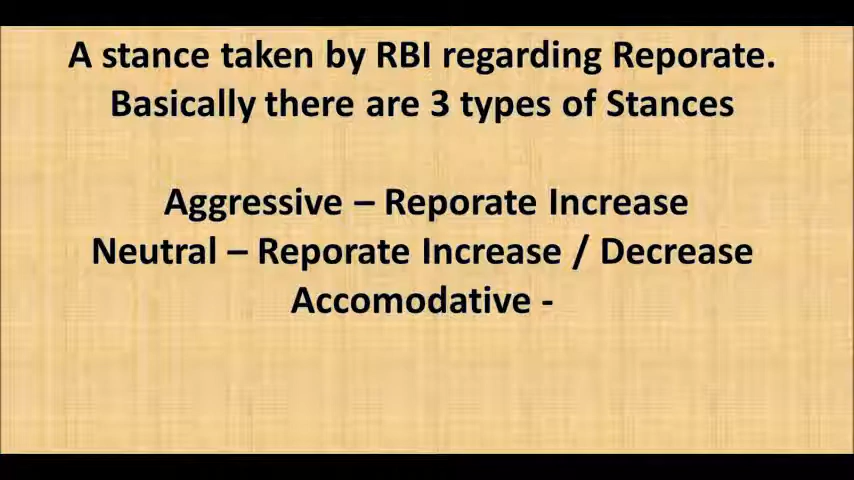 A stance taken by RBI regarding Reporate.
Basically there are 3 types of Stances
Aggressive – Reporate Increase
Neutral – Reporate Increase / Decrease
Accomodative -